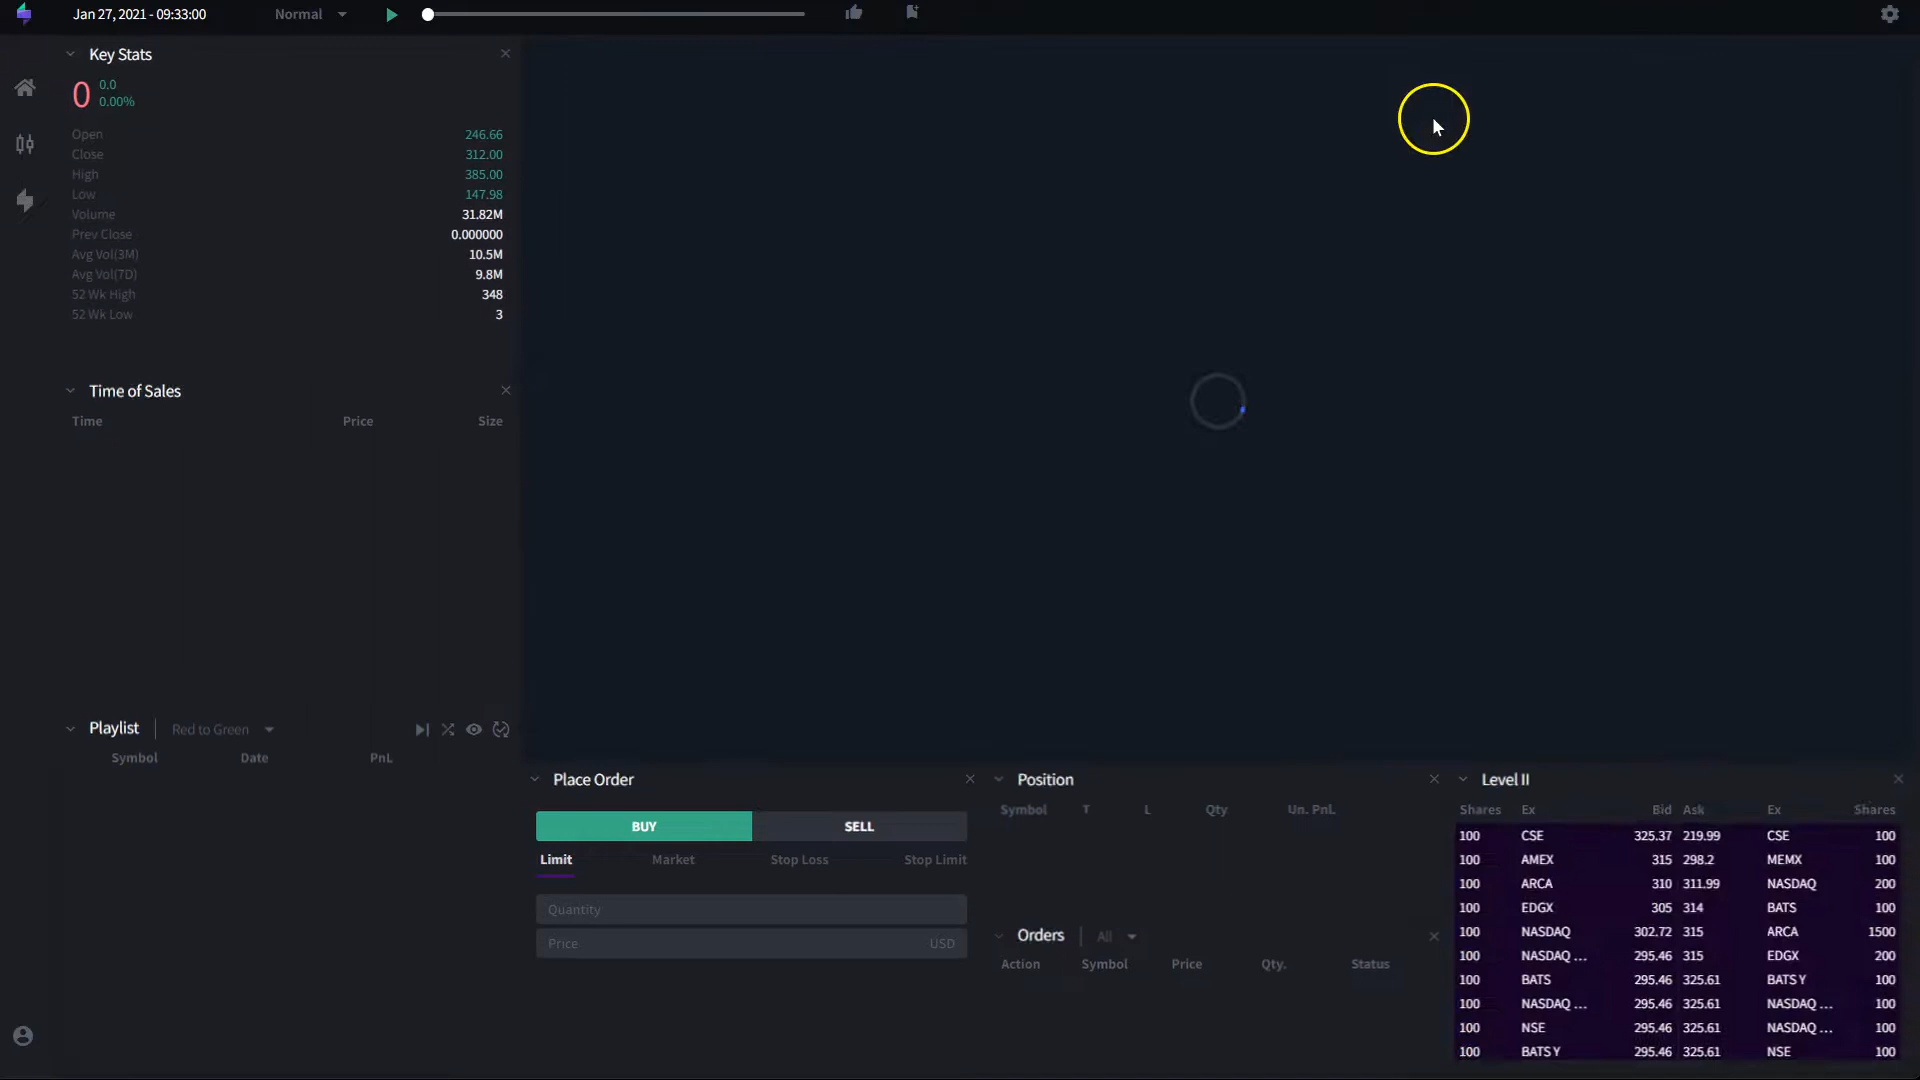 Jan 27, 2021 - 09:33:00 Normal
Key Stats
0 0.0
0.00%
Open 246.66
Close 312.00
High 385.00
Low 147.98
Volume 31.82M
Prev Close 0.000000
Avg Vol(3M) 10.5M
Avg Vol(7D) 9.8M
52 Wk High 348
52 Wk Low 3
Time of Sales
Time Price Size
Playlist Red to Green
Symbol Date PnL
Place Order
BUY SELL
Limit Market Stop Loss Stop Limit
Quantity
Price USD
Position
Symbol T L Qty Un. PnL
Orders All
Action Symbol Price Qty. Status
Level II
Shares Ex Bid Ask Ex Shares
100 CSE 325.37 219.99 CSE 100
100 AMEX 315 298.2 MEMX 100
100 ARCA 310 311.99 NASDAQ 200
100 EDGX 305 314 BATS 100
100 NASDAQ 302.72 315 ARCA 1500
100 NASDAQ ... 295.46 315 EDGX 200
100 BATS 295.46 325.61 BATS Y 100
100 NASDAQ ... 295.46 325.61 NASDAQ ... 100
100 NSE 295.46 325.61 NASDAQ ... 100
100 BATS Y 295.46 325.61 NSE 100